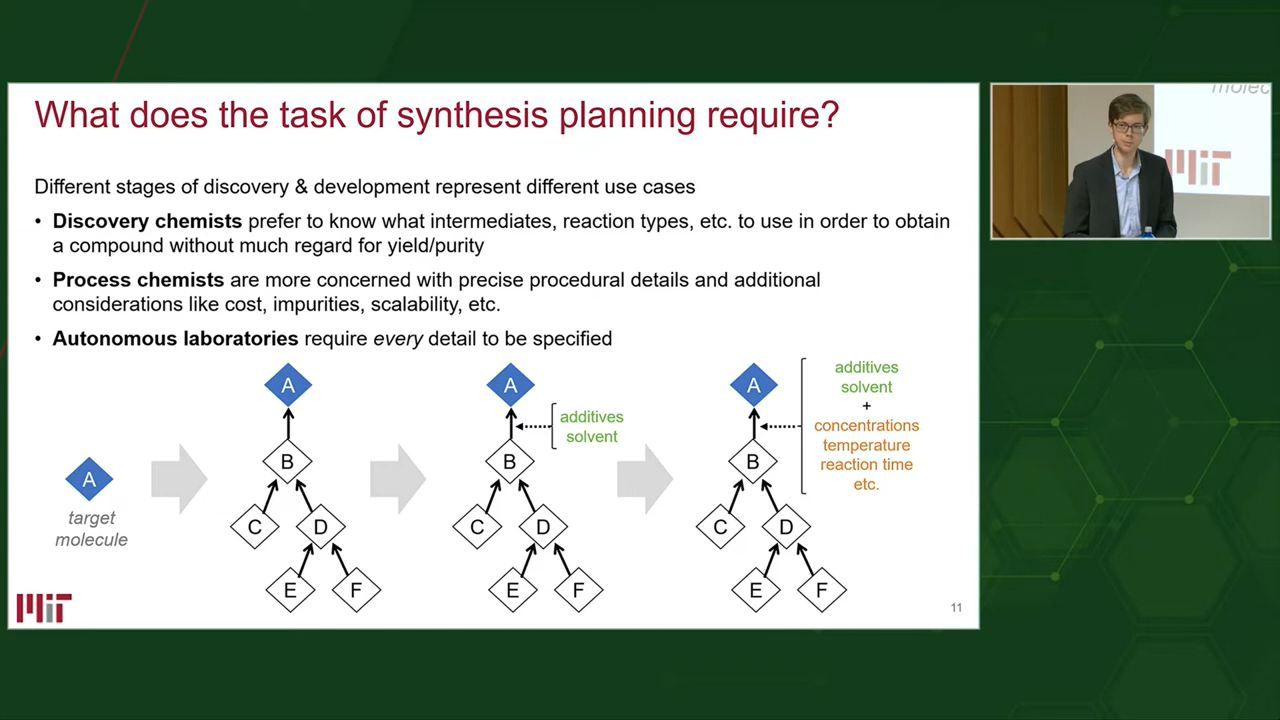 What does the task of synthesis planning require?
Different stages of discovery & development represent different use cases
• Discovery chemists prefer to know what intermediates, reaction types, etc. to use in order to obtain
a compound without much regard for yield/purity
• Process chemists are more concerned with precise procedural details and additional
considerations like cost, impurities, scalability, etc.
• Autonomous laboratories require every detail to be specified
A
target
molecule
A
B
C
D
E
F
A
additives
solvent
B
C
D
E
F
A
additives
solvent
+
concentrations
temperature
reaction time
etc.
B
C
D
E
F
MIT
11
molec
MIT